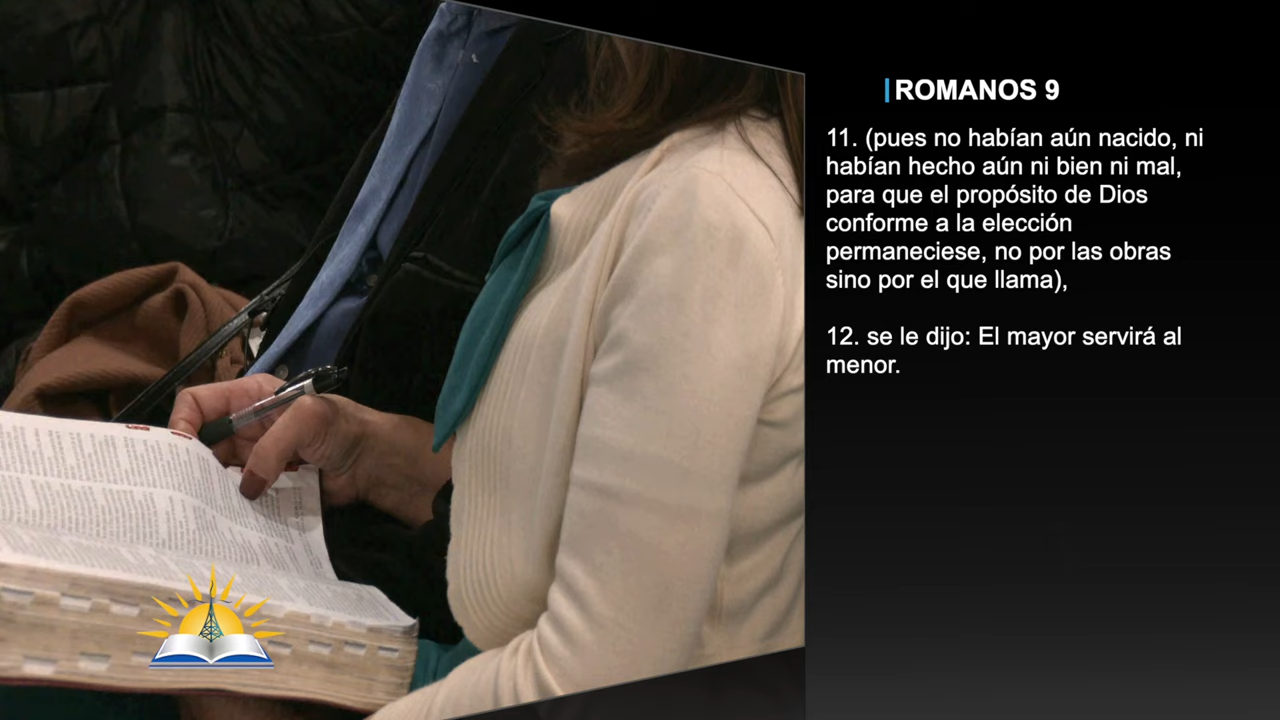 ROMANOS 9
11. (pues no habían aún nacido, ni
habían hecho aún ni bien ni mal,
para que el propósito de Dios
conforme a la elección
permaneciese, no por las obras
sino por el que llama),
12. se le dijo: El mayor servirá al
menor.